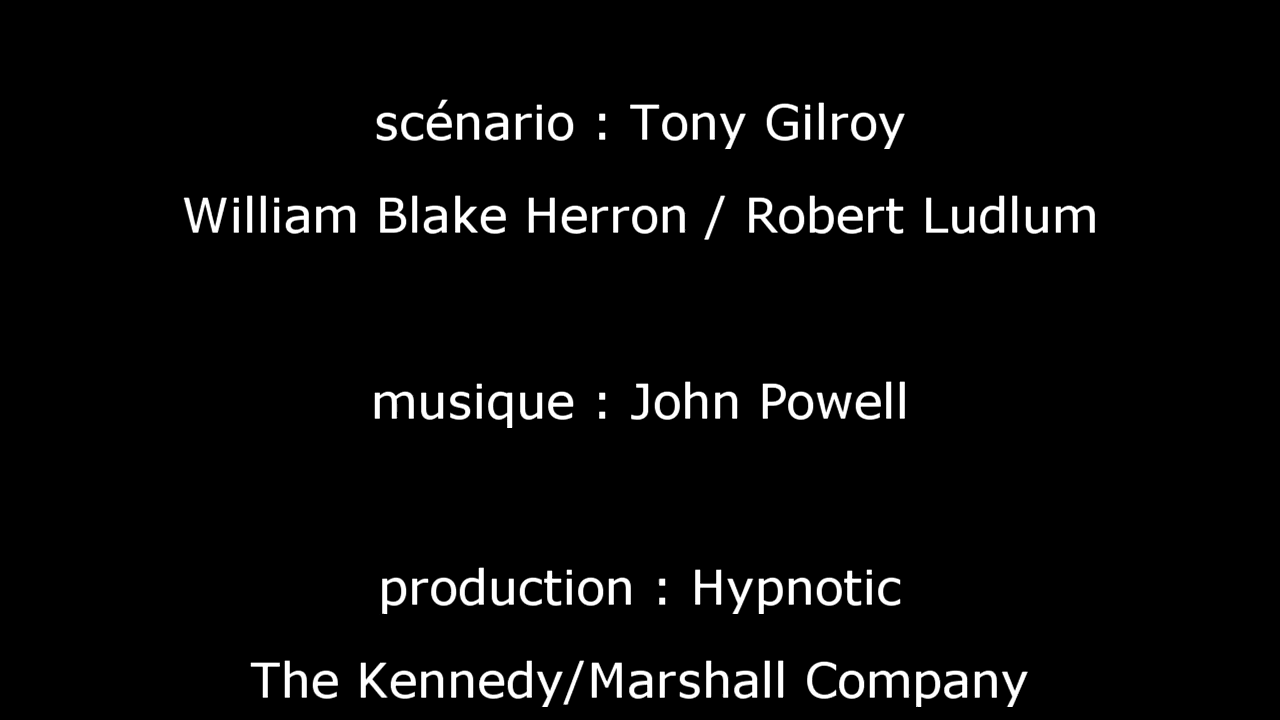 scénario : Tony Gilroy
William Blake Herron / Robert Ludlum
musique : John Powell
production : Hypnotic
The Kennedy/Marshall Company